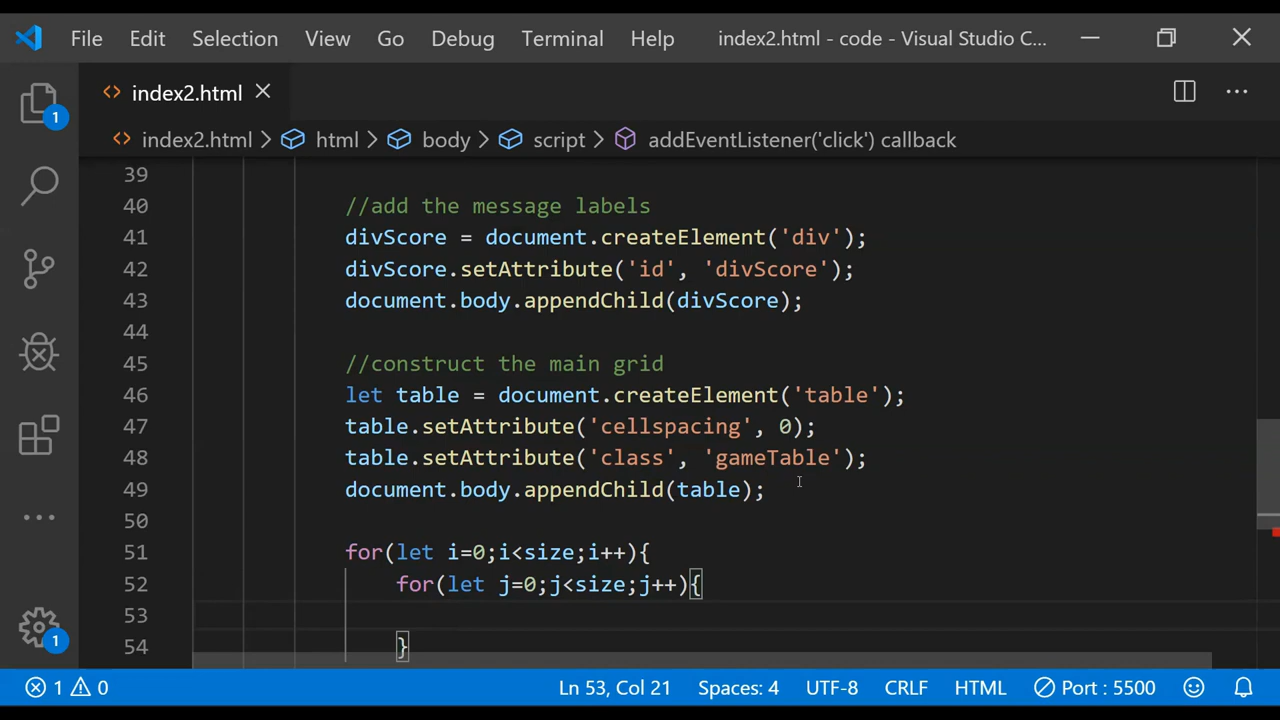 File Edit Selection View Go Debug Terminal Help index2.html - code - Visual Studio C...
index2.html
index2.html > html > body > script > addEventListener('click') callback
39
40 //add the message labels
41 divScore = document.createElement('div');
42 divScore.setAttribute('id', 'divScore');
43 document.body.appendChild(divScore);
44
45 //construct the main grid
46 let table = document.createElement('table');
47 table.setAttribute('cellspacing', 0);
48 table.setAttribute('class', 'gameTable');
49 document.body.appendChild(table);
50
51 for(let i=0;i<size;i++){
52 for(let j=0;j<size;j++){
53
54 }
1
1
1 0 Ln 53, Col 21 Spaces: 4 UTF-8 CRLF HTML Port : 5500